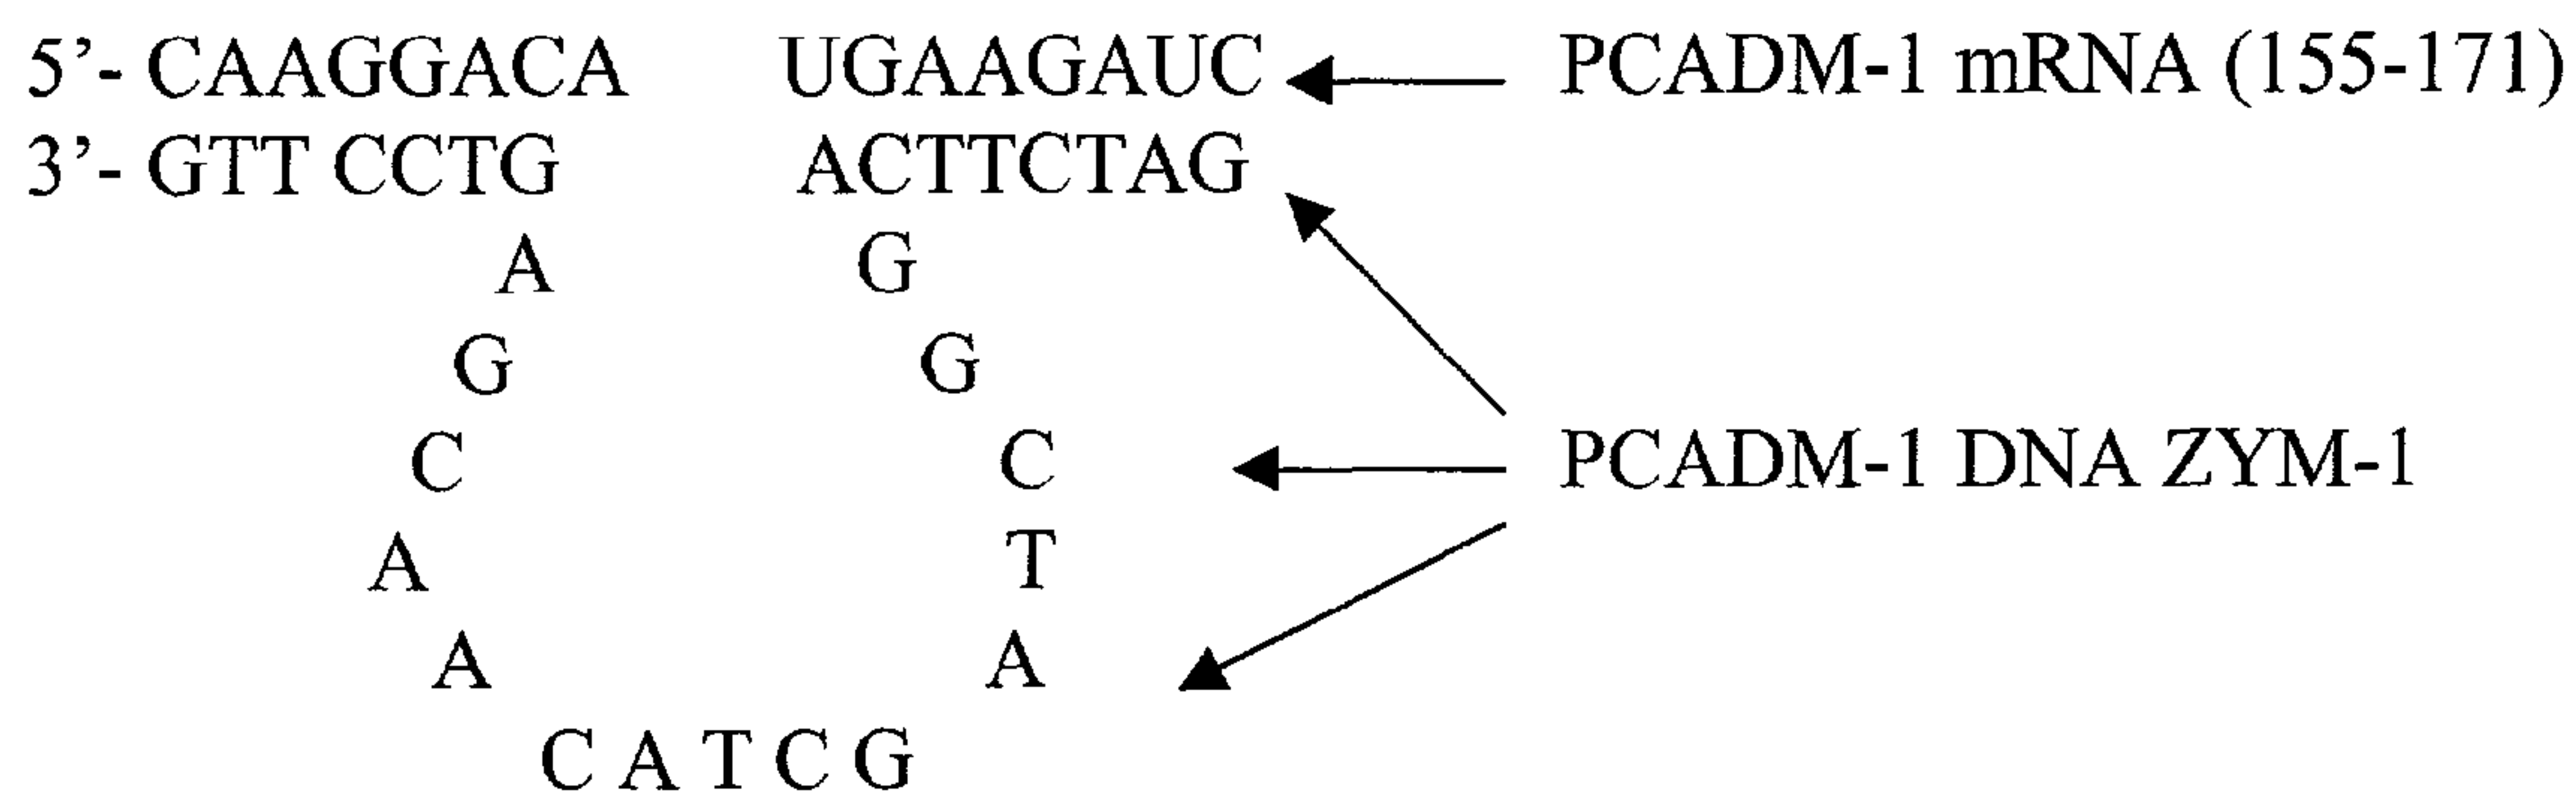 5’- CAAGGACA UGAAGAUC PCADM-1 mRNA (155-171)
3’- GTT CCTG ACTTCTAG
A G
G G
C C PCADM-1 DNA ZYM-1
A T
A A
C A T C G